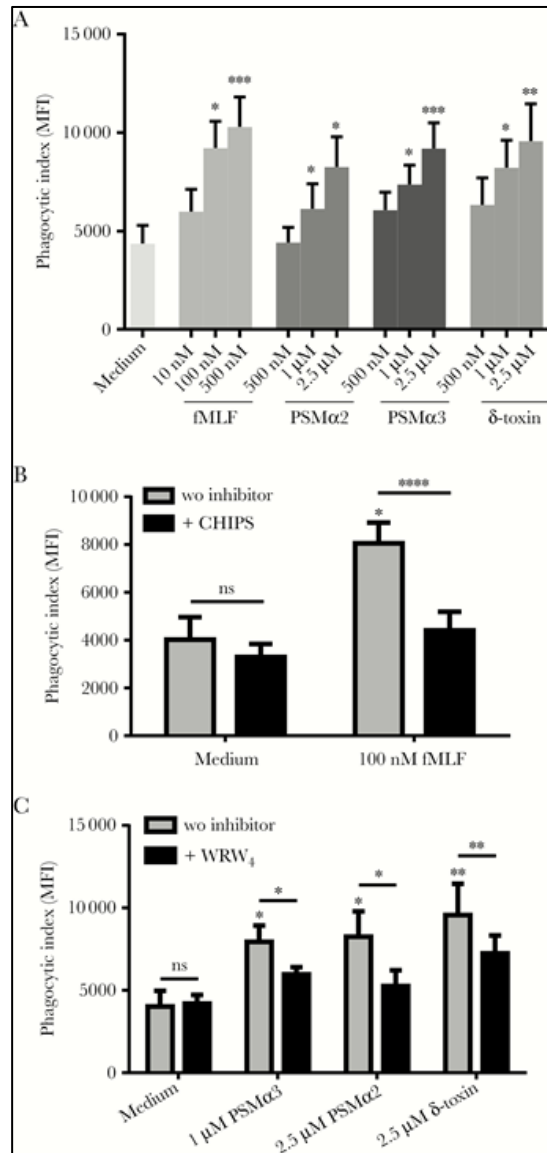 A
Phagocytic index (MFI)
15 000
10 000
5000
0
*
***
*
*
*
***
*
**
Medium
10 nM
100 nM
500 nM
500 nM
1 µM
2.5 µM
500 nM
1 µM
2.5 µM
500 nM
1 µM
2.5 µM
fMLF
PSMα2
PSMα3
δ-toxin
B
wo inhibitor
+ CHIPS
Phagocytic index (MFI)
10 000
8000
6000
4000
2000
0
ns
****
*
Medium
100 nM fMLF
C
wo inhibitor
+ WRW₄
Phagocytic index (MFI)
15 000
10 000
5000
0
ns
*
*
*
*
**
**
Medium
1 µM PSMα3
2.5 µM PSMα2
2.5 µM δ-toxin